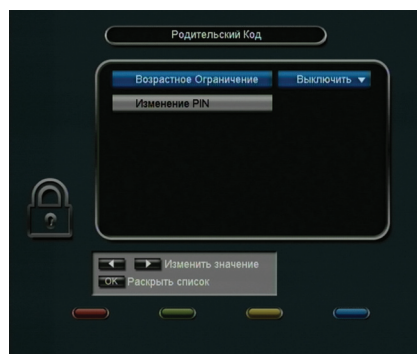 Родительский Код
Возрастное Ограничение Выключить
Изменение PIN
Изменить значение
OK Раскрыть список